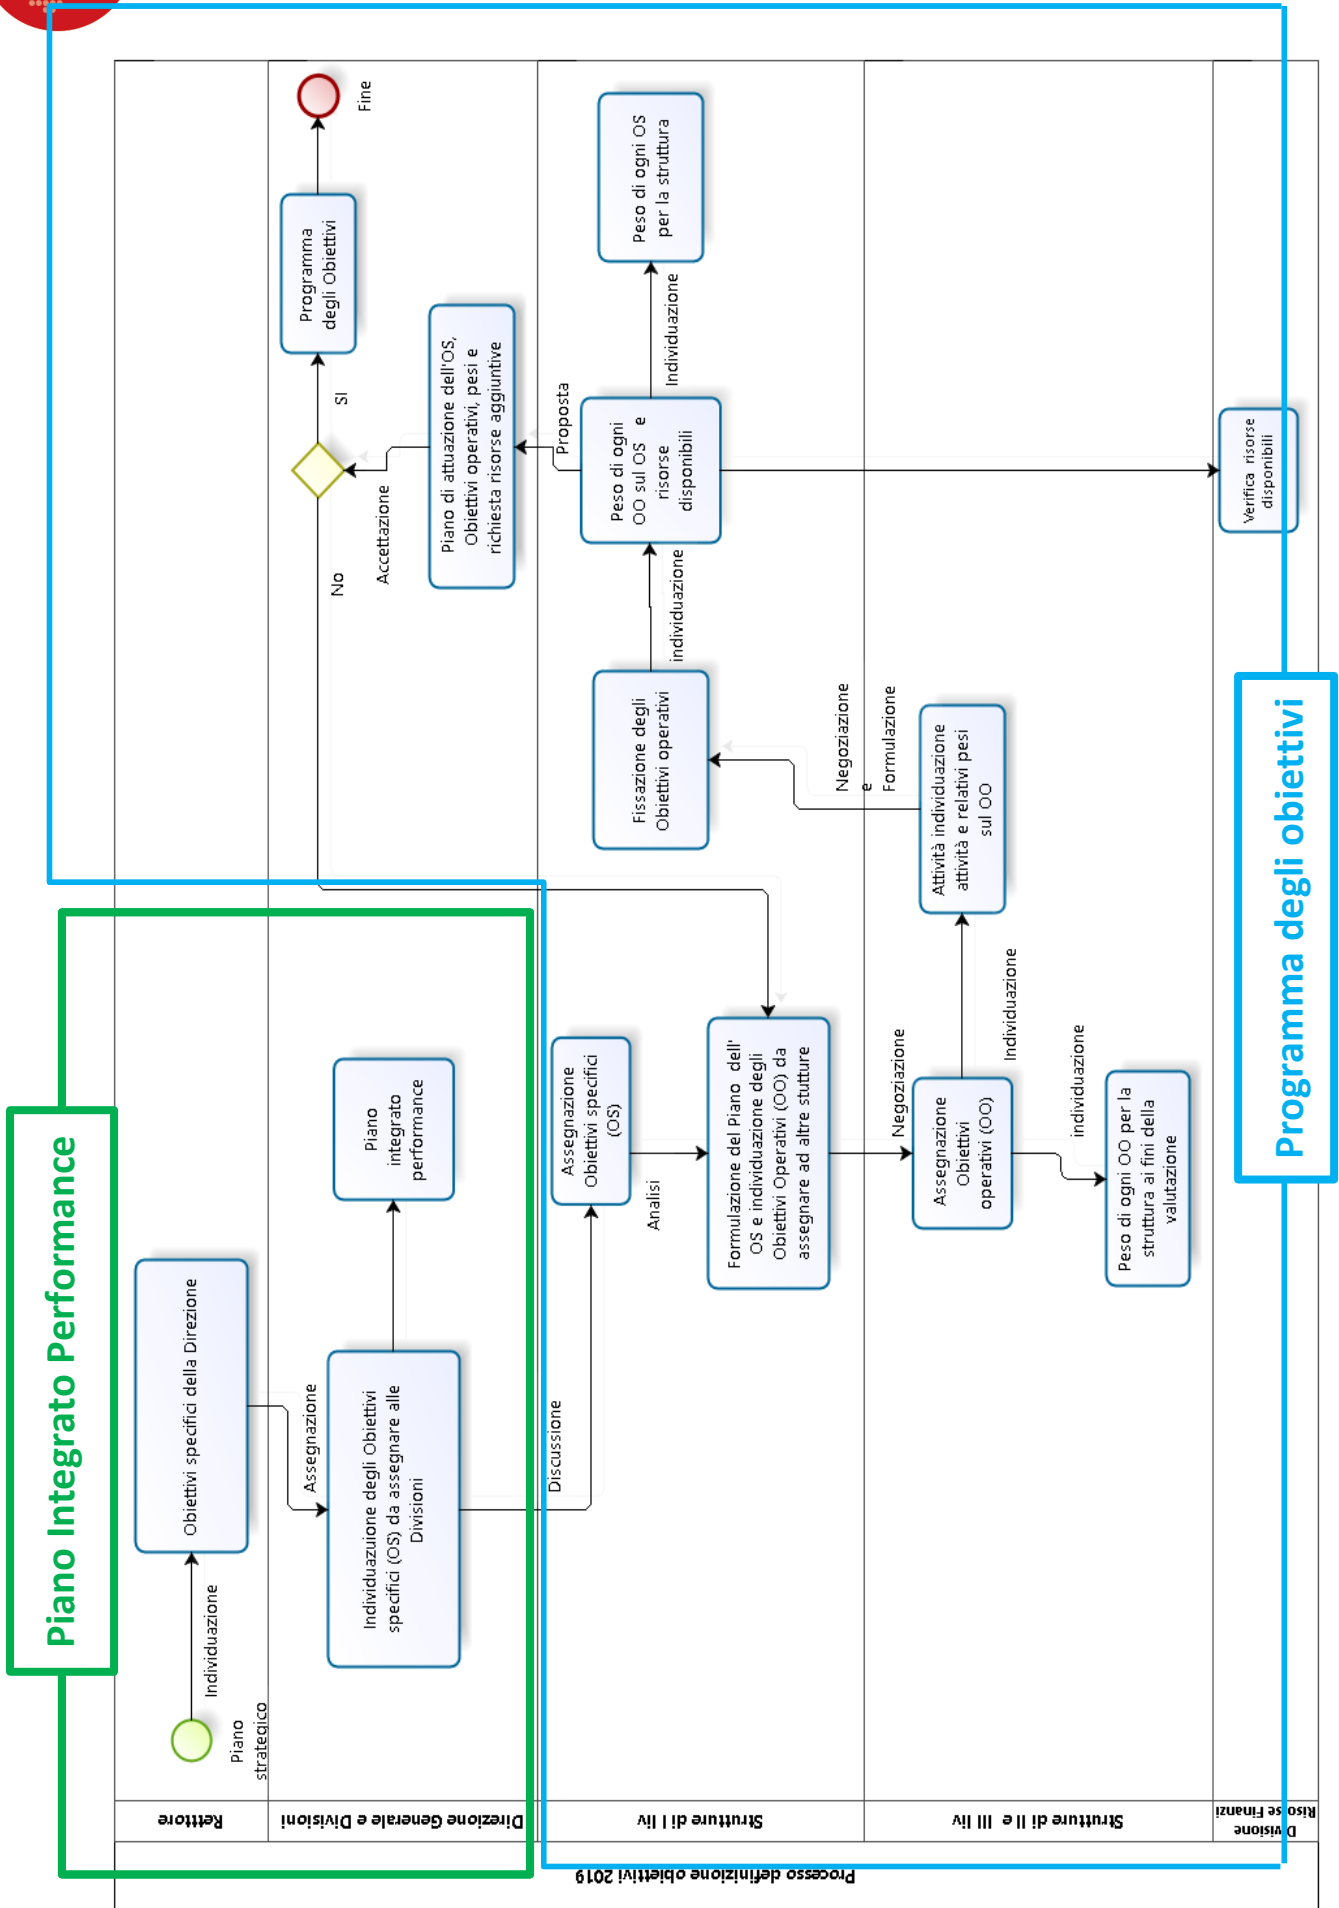 Piano Integrato Performance
Programma degli obiettivi
Processo definizione obiettivi 2019
Retttore
Piano
strategico
Individuazione
Obiettivi specifici della Direzione
Assegnazione
Direzione Generale e Divisioni
Individuazuione degli Obiettivi
specifici (OS) da assegnare alle
Divisioni
Piano
integrato
performance
No
Accettazione
Piano di attuazione dell'OS,
Obiettivi operativi, pesi e
richiesta risorse aggiuntive
SI
Programma
degli Obiettivi
Fine
Strutture di I liv
Discussione
Assegnazione
Obiettivi specifici
(OS)
Analisi
Formulazione del Piano dell'
OS e individuazione degli
Obiettivi Operativi (OO) da
assegnare ad altre stutture
Negoziazione
e
Formulazione
Fissazione degli
Obiettivi operativi
individuazione
Proposta
Peso di ogni
OO sul OS e
risorse
disponibili
Individuazione
Peso di ogni OS
per la struttura
Strutture di II e III liv
Negoziazione
Assegnazione
Obiettivi
operativi (OO)
Individuazione
individuazione
Peso di ogni OO per la
struttura ai fini della
valutazione
Attività individuazione
attività e relativi pesi
sul OO
Divisione
Risorse Finanzi
Verifica risorse
disponibili